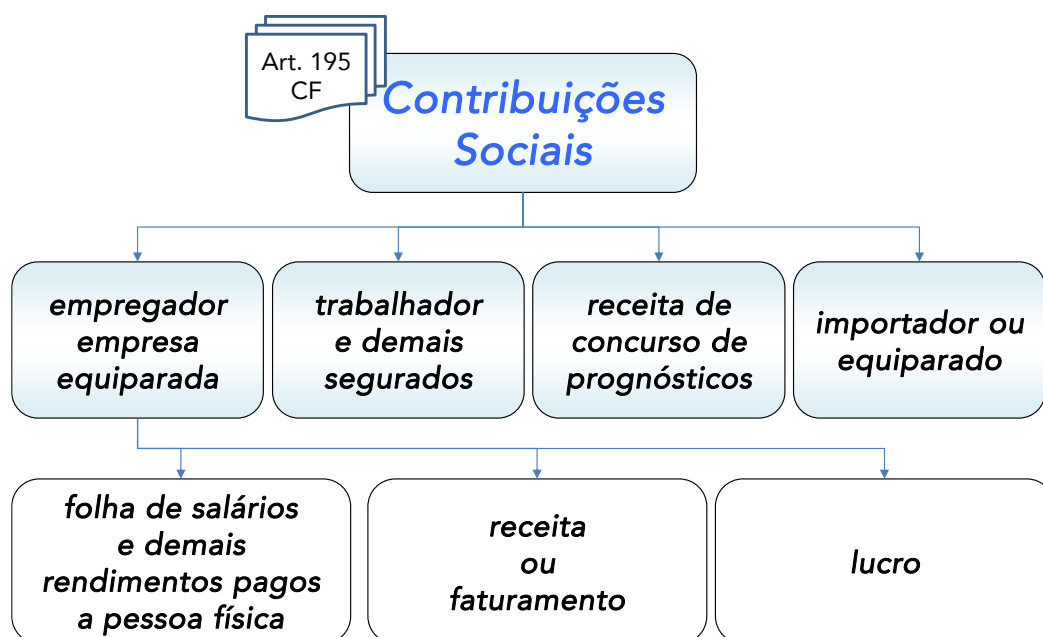 Art. 195
CF
Contribuições
Sociais
empregador
empresa
equiparada
trabalhador
e demais
segurados
receita de
concurso de
prognósticos
importador ou
equiparado
folha de salários
e demais
rendimentos pagos
a pessoa física
receita
ou
faturamento
lucro